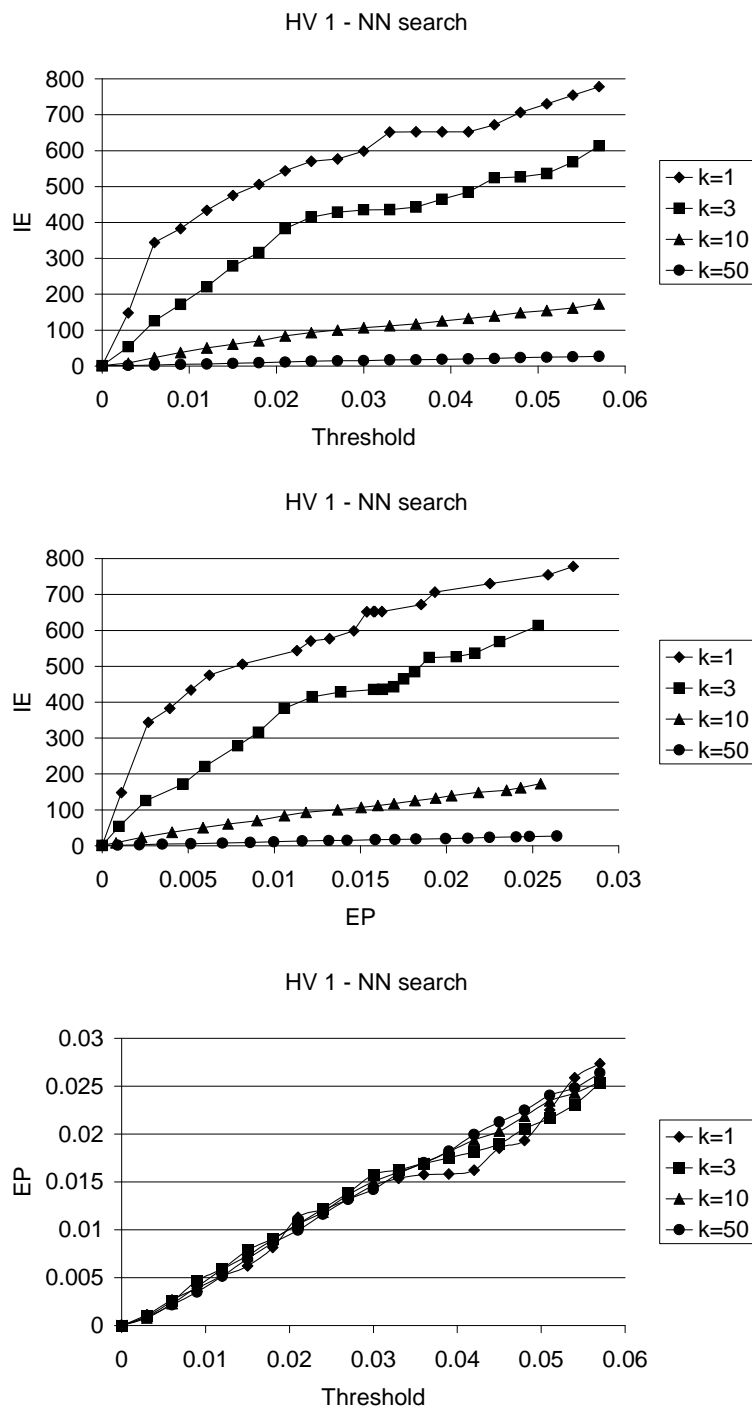 HV 1 - NN search
800
700
600
500
400
300
200
100
0
IE
0 0.01 0.02 0.03 0.04 0.05 0.06
Threshold
k=1
k=3
k=10
k=50
HV 1 - NN search
800
700
600
500
400
300
200
100
0
IE
0 0.005 0.01 0.015 0.02 0.025 0.03
EP
k=1
k=3
k=10
k=50
HV 1 - NN search
0.03
0.025
0.02
0.015
0.01
0.005
0
EP
0 0.01 0.02 0.03 0.04 0.05 0.06
Threshold
k=1
k=3
k=10
k=50